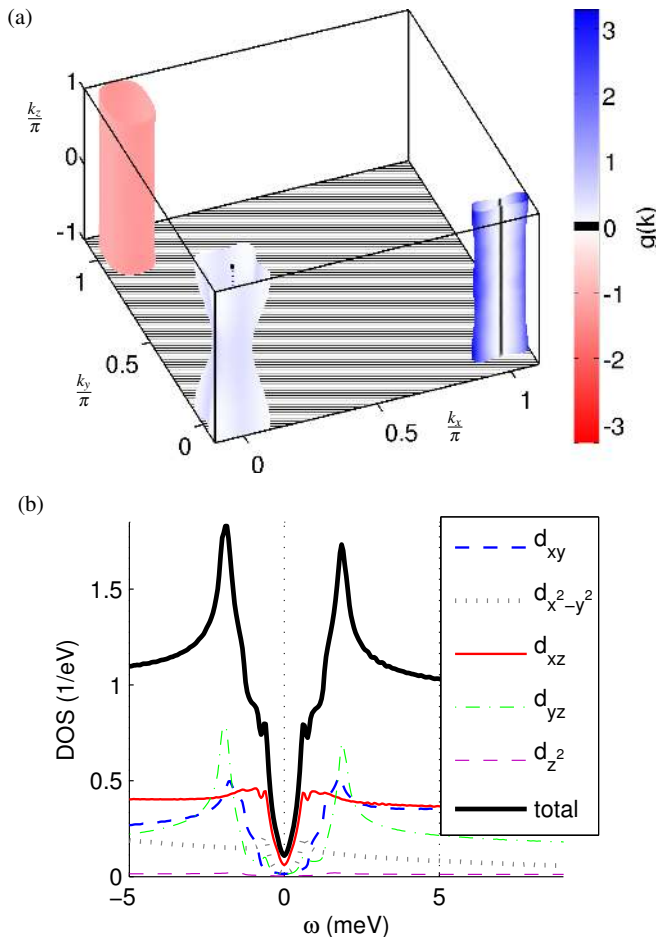 (a)
k_z/π
1
0
-1
k_y/π
1
0.5
0
k_x/π
0
0.5
1
3
2
1
0
-1
-2
-3
g(k)
(b)
DOS (1/eV)
1.5
1
0.5
0
-5
0
5
ω (meV)
d_xy
d_x²−y²
d_xz
d_yz
d_z²
total